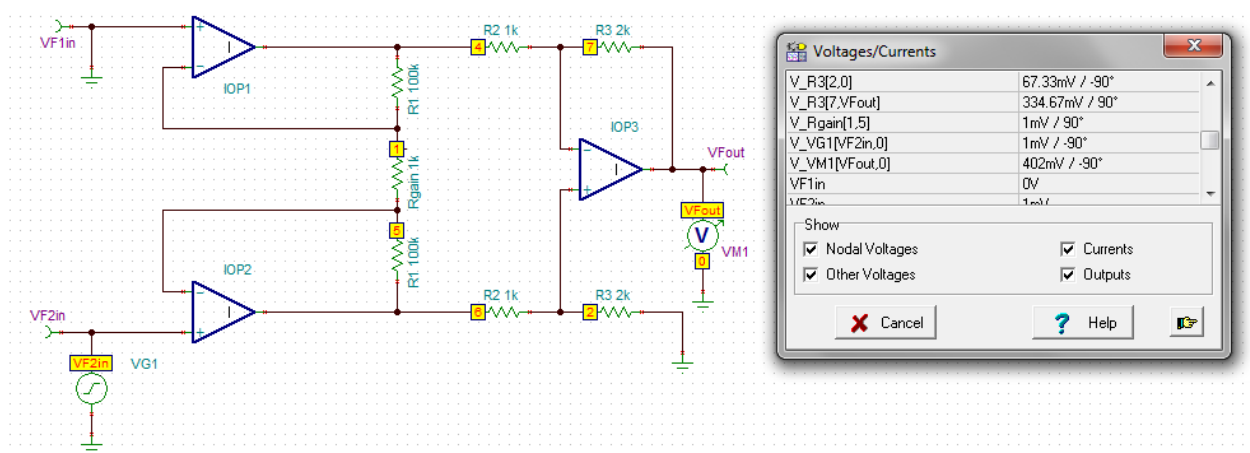 VF1in
IOP1
R1 100k
1
Rgain 1k
5
R1 100k
IOP2
VF2in
VF2in
VG1
R2 1k
4
R3 2k
7
IOP3
VFout
VFout
V
0
VM1
R2 1k
6
R3 2k
2
Voltages/Currents
V_R3[2,0] 67.33mV / -90°
V_R3[7,VFout] 334.67mV / 90°
V_Rgain[1,5] 1mV / 90°
V_VG1[VF2in,0] 1mV / -90°
V_VM1[VFout,0] 402mV / -90°
VF1in 0V
VF2in 1mV
Show
Nodal Voltages
Currents
Other Voltages
Outputs
Cancel
Help